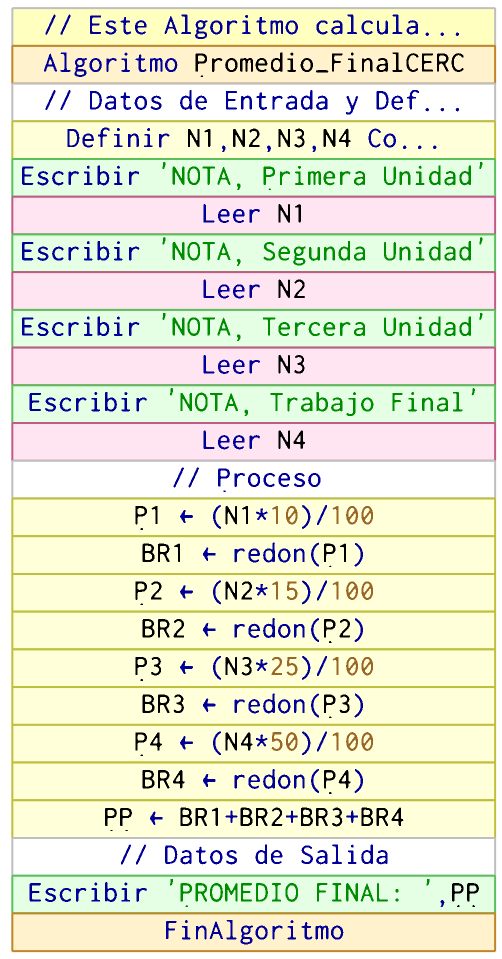 // Este Algoritmo calcula...
Algoritmo Promedio_FinalCERC
// Datos de Entrada y Def...
Definir N1,N2,N3,N4 Co...
Escribir 'NOTA, Primera Unidad'
Leer N1
Escribir 'NOTA, Segunda Unidad'
Leer N2
Escribir 'NOTA, Tercera Unidad'
Leer N3
Escribir 'NOTA, Trabajo Final'
Leer N4
// Proceso
P1 ← (N1*10)/100
BR1 ← redon(P1)
P2 ← (N2*15)/100
BR2 ← redon(P2)
P3 ← (N3*25)/100
BR3 ← redon(P3)
P4 ← (N4*50)/100
BR4 ← redon(P4)
PP ← BR1+BR2+BR3+BR4
// Datos de Salida
Escribir 'PROMEDIO FINAL: ',PP
FinAlgoritmo